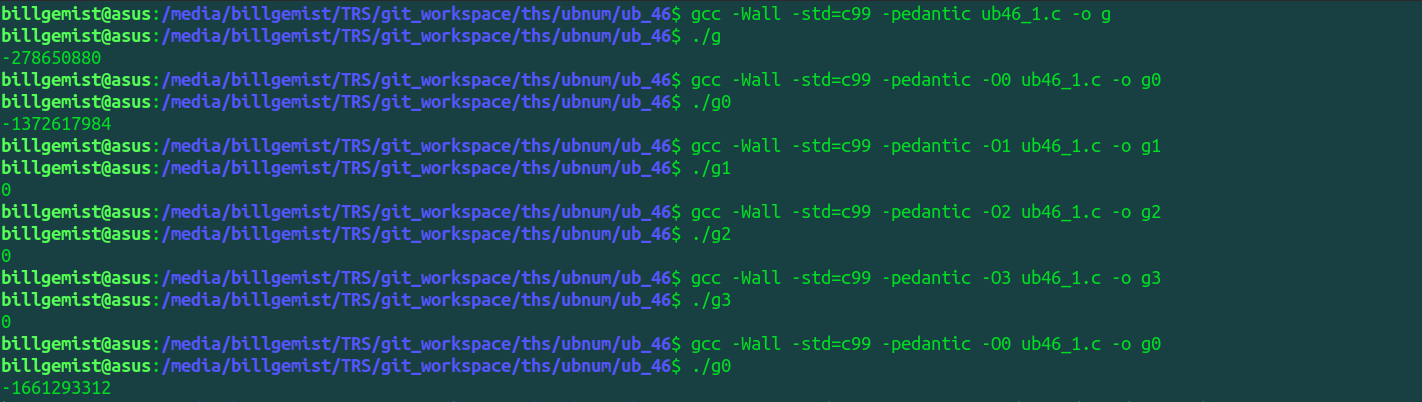 billgemist@asus:/media/billgemist/TRS/git_workspace/ths/ubnum/ub_46$ gcc -Wall -std=c99 -pedantic ub46_1.c -o g
billgemist@asus:/media/billgemist/TRS/git_workspace/ths/ubnum/ub_46$ ./g
-278650880
billgemist@asus:/media/billgemist/TRS/git_workspace/ths/ubnum/ub_46$ gcc -Wall -std=c99 -pedantic -O0 ub46_1.c -o g0
billgemist@asus:/media/billgemist/TRS/git_workspace/ths/ubnum/ub_46$ ./g0
-1372617984
billgemist@asus:/media/billgemist/TRS/git_workspace/ths/ubnum/ub_46$ gcc -Wall -std=c99 -pedantic -O1 ub46_1.c -o g1
billgemist@asus:/media/billgemist/TRS/git_workspace/ths/ubnum/ub_46$ ./g1
0
billgemist@asus:/media/billgemist/TRS/git_workspace/ths/ubnum/ub_46$ gcc -Wall -std=c99 -pedantic -O2 ub46_1.c -o g2
billgemist@asus:/media/billgemist/TRS/git_workspace/ths/ubnum/ub_46$ ./g2
0
billgemist@asus:/media/billgemist/TRS/git_workspace/ths/ubnum/ub_46$ gcc -Wall -std=c99 -pedantic -O3 ub46_1.c -o g3
billgemist@asus:/media/billgemist/TRS/git_workspace/ths/ubnum/ub_46$ ./g3
0
billgemist@asus:/media/billgemist/TRS/git_workspace/ths/ubnum/ub_46$ gcc -Wall -std=c99 -pedantic -O0 ub46_1.c -o g0
billgemist@asus:/media/billgemist/TRS/git_workspace/ths/ubnum/ub_46$ ./g0
-1661293312